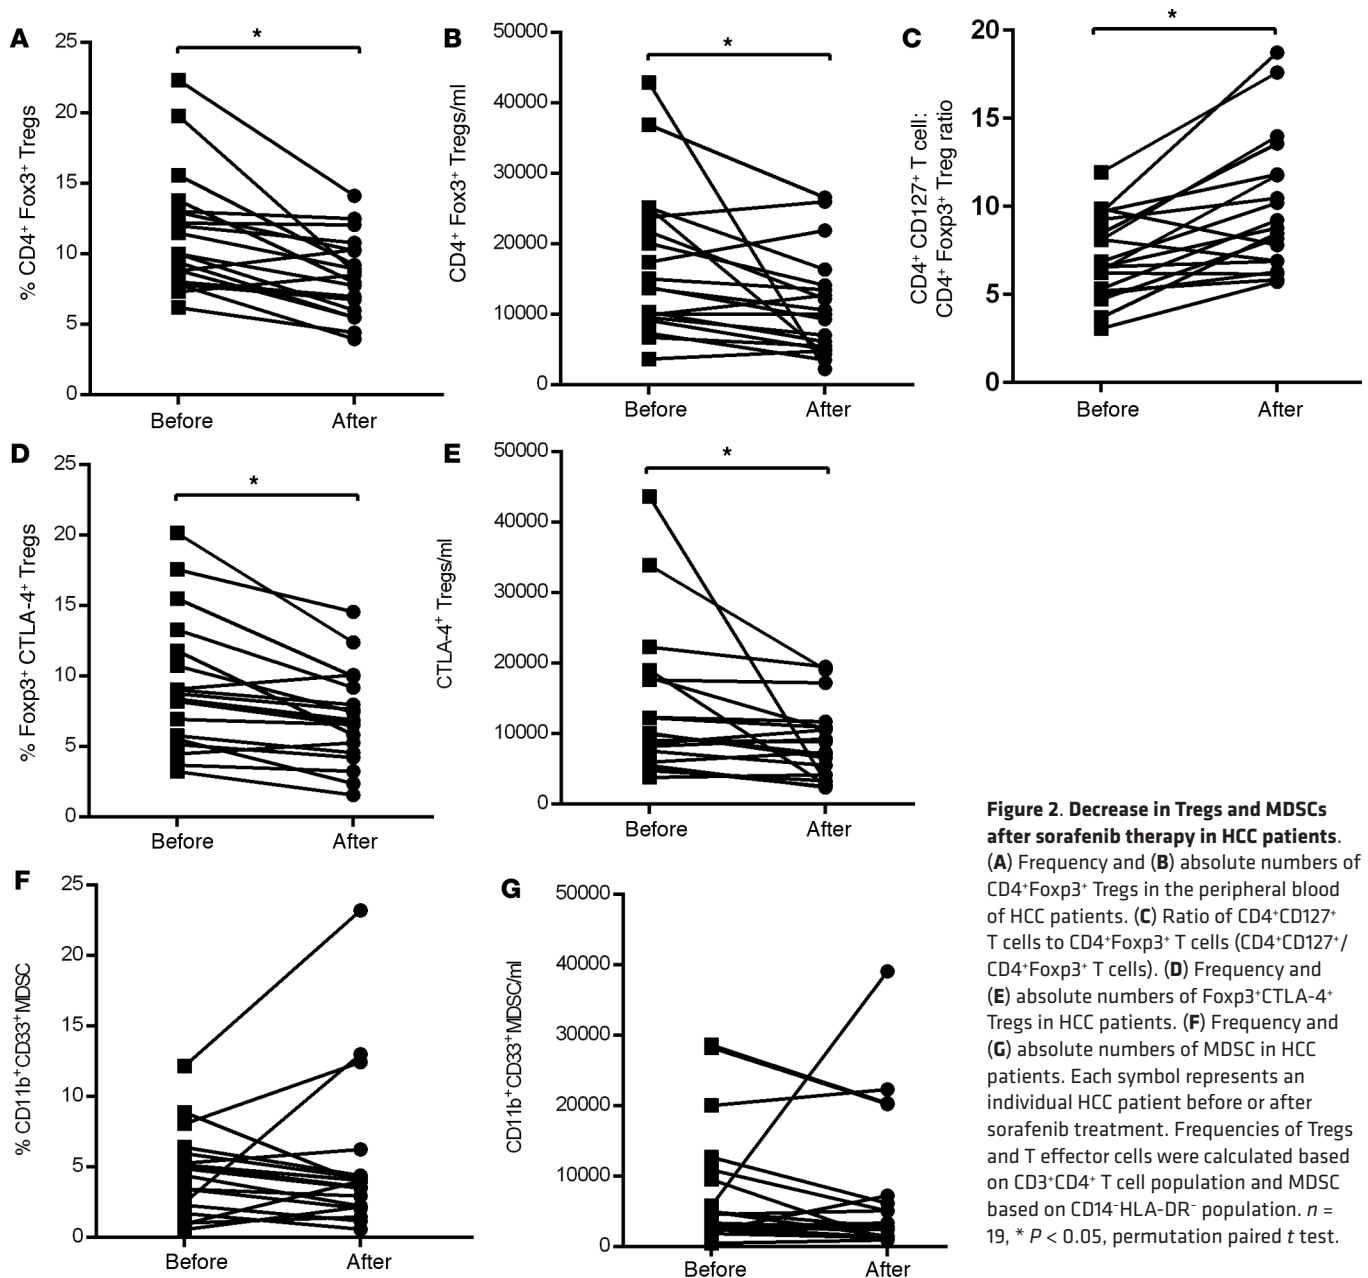 A
25
20
15
10
5
0
% CD4⁺ Fox3⁺ Tregs
*
Before
After
B
50000
40000
30000
20000
10000
0
CD4⁺ Fox3⁺ Tregs/ml
*
Before
After
C
20
15
10
5
0
CD4⁺ CD127⁺ T cell:
CD4⁺ Foxp3⁺ Treg ratio
*
Before
After
D
25
20
15
10
5
0
% Foxp3⁺ CTLA-4⁺ Tregs
*
Before
After
E
50000
40000
30000
20000
10000
0
CTLA-4⁺ Tregs/ml
*
Before
After
F
25
20
15
10
5
0
% CD11b⁺CD33⁺MDSC
Before
After
G
50000
40000
30000
20000
10000
0
CD11b⁺CD33⁺MDSC/ml
Before
After
Figure 2. Decrease in Tregs and MDSCs
after sorafenib therapy in HCC patients.
(A) Frequency and (B) absolute numbers of
CD4⁺Foxp3⁺ Tregs in the peripheral blood
of HCC patients. (C) Ratio of CD4⁺CD127⁺
T cells to CD4⁺Foxp3⁺ T cells (CD4⁺CD127⁺/
CD4⁺Foxp3⁺ T cells). (D) Frequency and
(E) absolute numbers of Foxp3⁺CTLA-4⁺
Tregs in HCC patients. (F) Frequency and
(G) absolute numbers of MDSC in HCC
patients. Each symbol represents an
individual HCC patient before or after
sorafenib treatment. Frequencies of Tregs
and T effector cells were calculated based
on CD3⁺CD4⁺ T cell population and MDSC
based on CD14⁻HLA-DR⁻ population. n =
19, * P < 0.05, permutation paired t test.